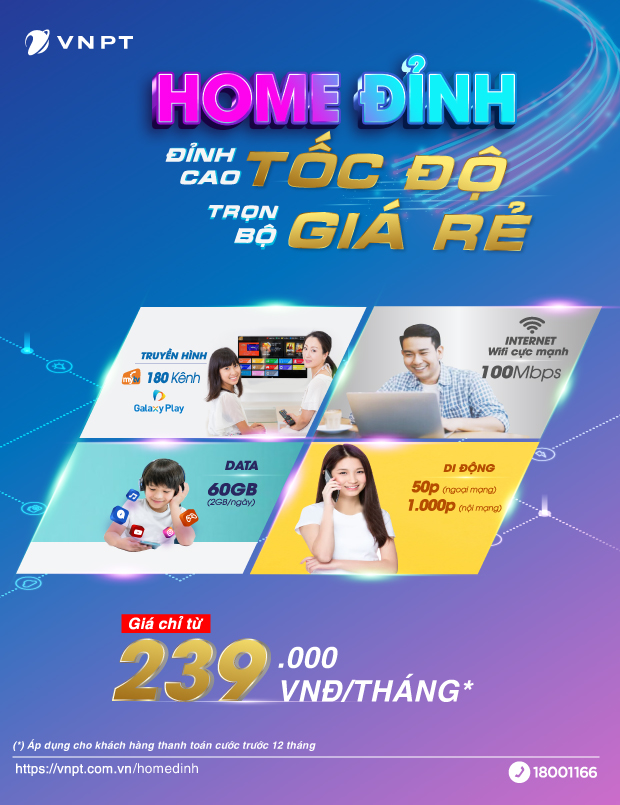 VNPT
HOME ĐỈNH
ĐỈNH CAO TỐC ĐỘ
TRỌN BỘ GIÁ RẺ
TRUYỀN HÌNH
mytv 180 Kênh
Galaxy Play
INTERNET
Wifi cực mạnh
100Mbps
DATA
60GB
(2GB/ngày)
DI ĐỘNG
50p (ngoại mạng)
1.000p (nội mạng)
Giá chỉ từ
239.000
VNĐ/THÁNG*
(*) Áp dụng cho khách hàng thanh toán cước trước 12 tháng
https://vnpt.com.vn/homedinh
18001166